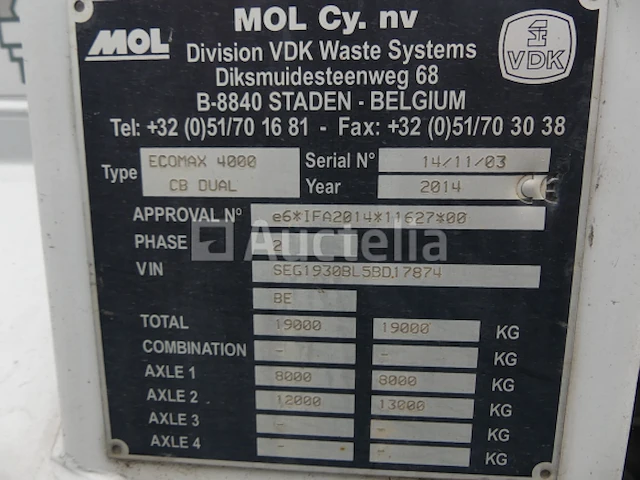 MOL
MOL Cy. nv
VDK
Division VDK Waste Systems
Diksmuidesteenweg 68
B-8840 STADEN - BELGIUM
Tel: +32 (0)51/70 16 81 - Fax: +32 (0)51/70 30 38
Type ECOMAX 4000 Serial N° 14/11/03
CB DUAL Year 2014 CE
APPROVAL N° e6*IFA2014*11627*00
PHASE 2
Auctelia
VIN SEG1930BL5BD.17874
BE
TOTAL 19000 19000 KG
COMBINATION - - KG
AXLE 1 8000 8000 KG
AXLE 2 12000 13000 KG
AXLE 3 - - KG
AXLE 4 - - KG